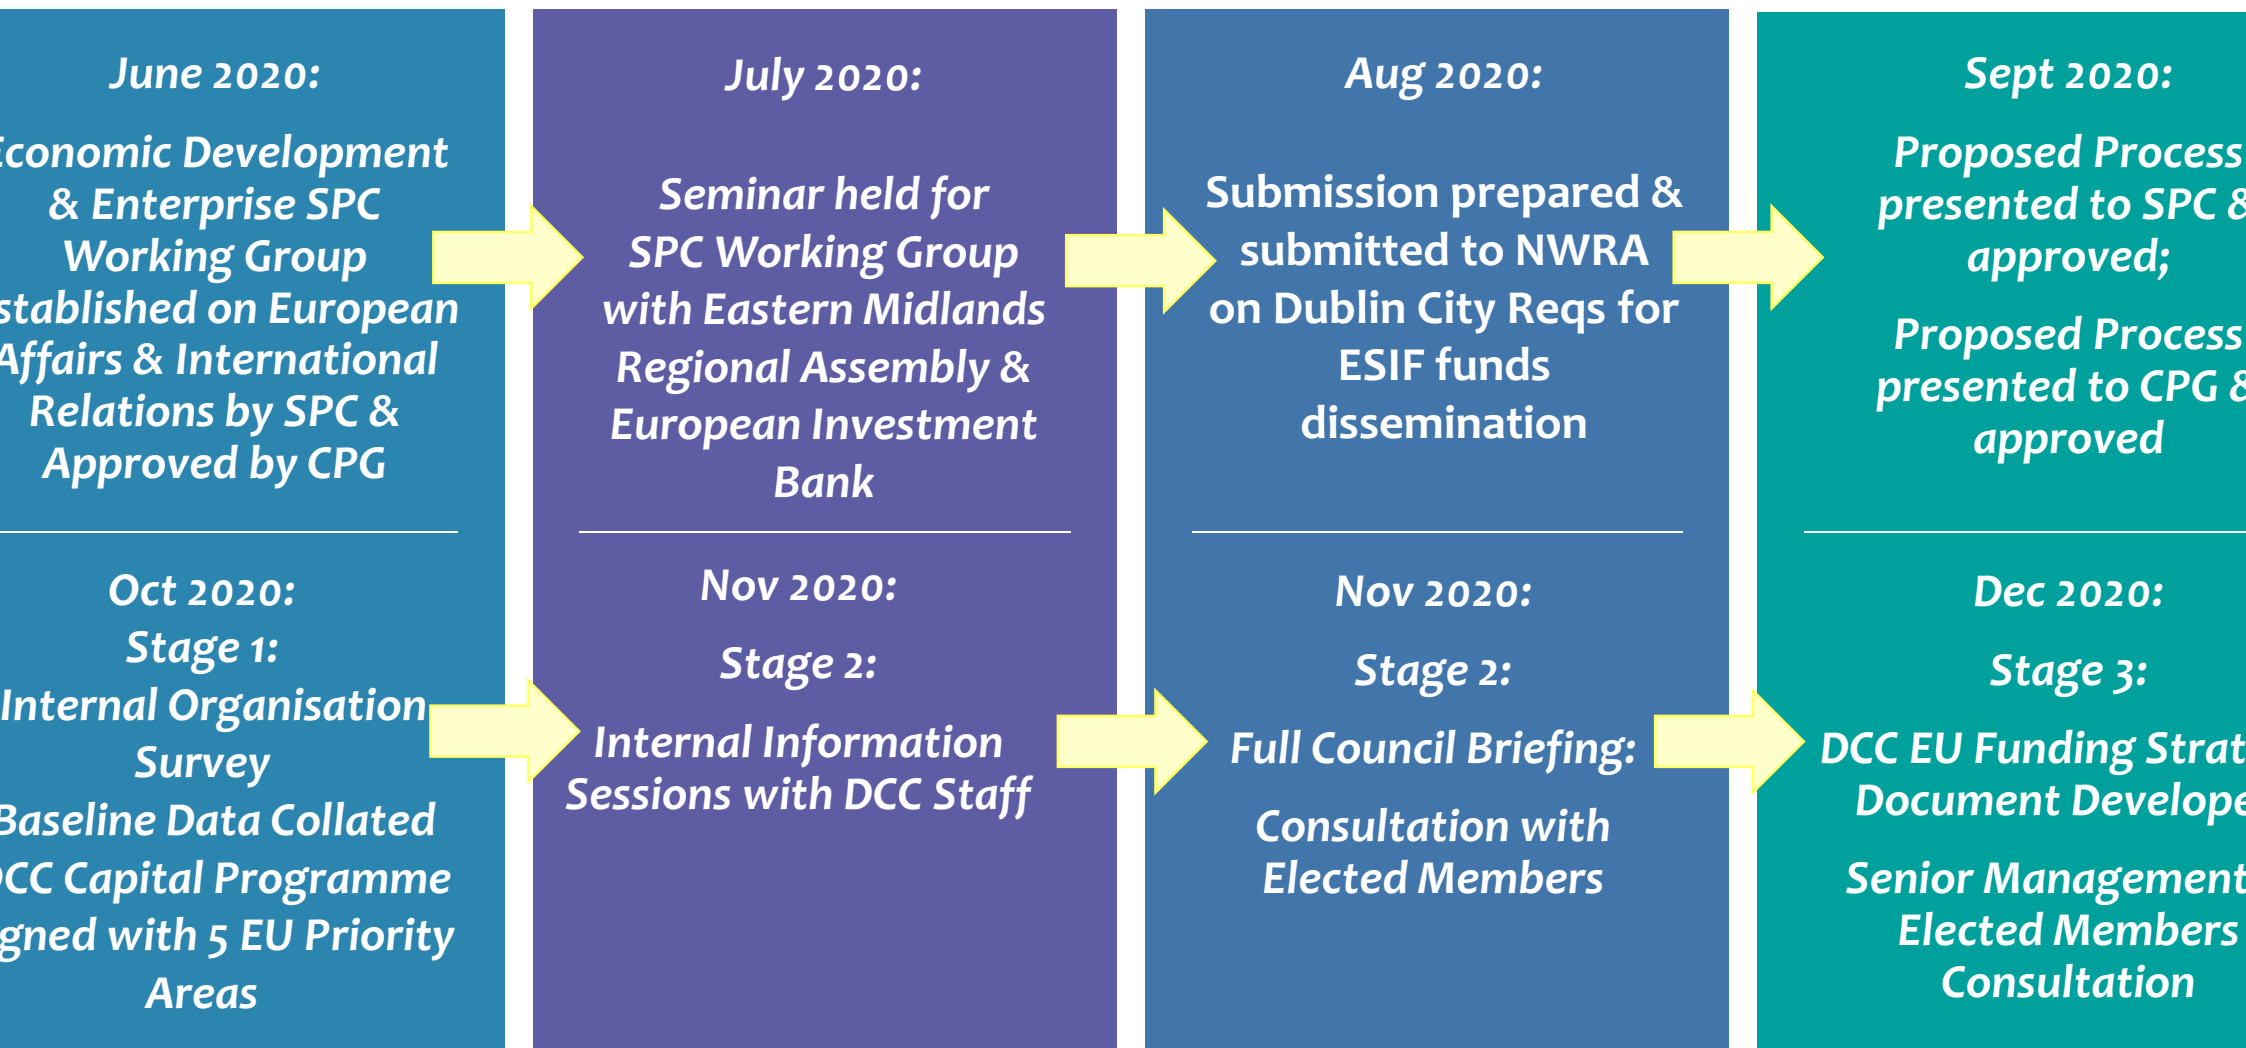 June 2020:
Economic Development
& Enterprise SPC
Working Group
stablished on European
Affairs & International
Relations by SPC &
Approved by CPG
July 2020:
Seminar held for
SPC Working Group
with Eastern Midlands
Regional Assembly &
European Investment
Bank
Aug 2020:
Submission prepared &
submitted to NWRA
on Dublin City Reqs for
ESIF funds
dissemination
Sept 2020:
Proposed Process
presented to SPC &
approved;
Proposed Process
presented to CPG &
approved
Oct 2020:
Stage 1:
Internal Organisation
Survey
Baseline Data Collated
DCC Capital Programme
gned with 5 EU Priority
Areas
Nov 2020:
Stage 2:
Internal Information
Sessions with DCC Staff
Nov 2020:
Stage 2:
Full Council Briefing:
Consultation with
Elected Members
Dec 2020:
Stage 3:
DCC EU Funding Strat
Document Develope
Senior Management
Elected Members
Consultation